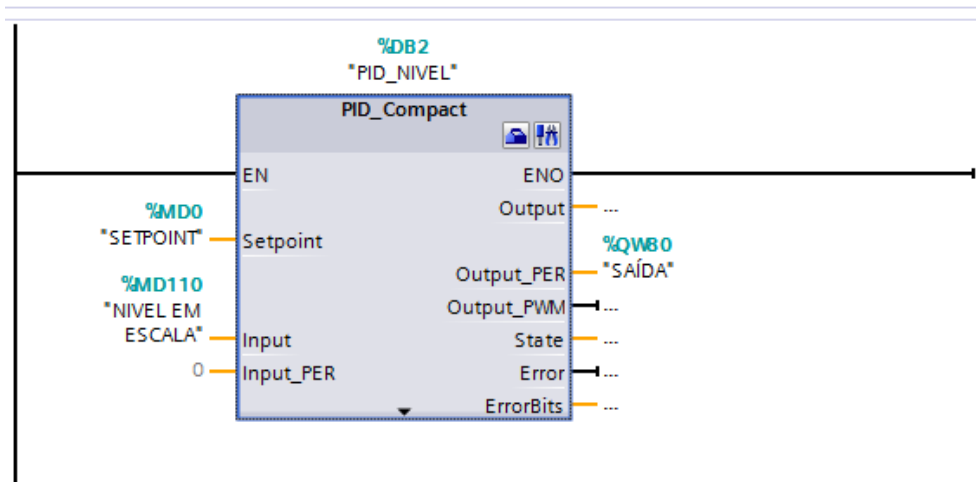 %DB2
"PID_NIVEL"
PID_Compact
EN
ENO
%MD0
"SETPOINT"
Setpoint
Output
...
%QW80
"SAÍDA"
Output_PER
%MD110
"NIVEL EM
ESCALA"
Input
Output_PWM
...
State
...
0
Input_PER
Error
...
ErrorBits
...